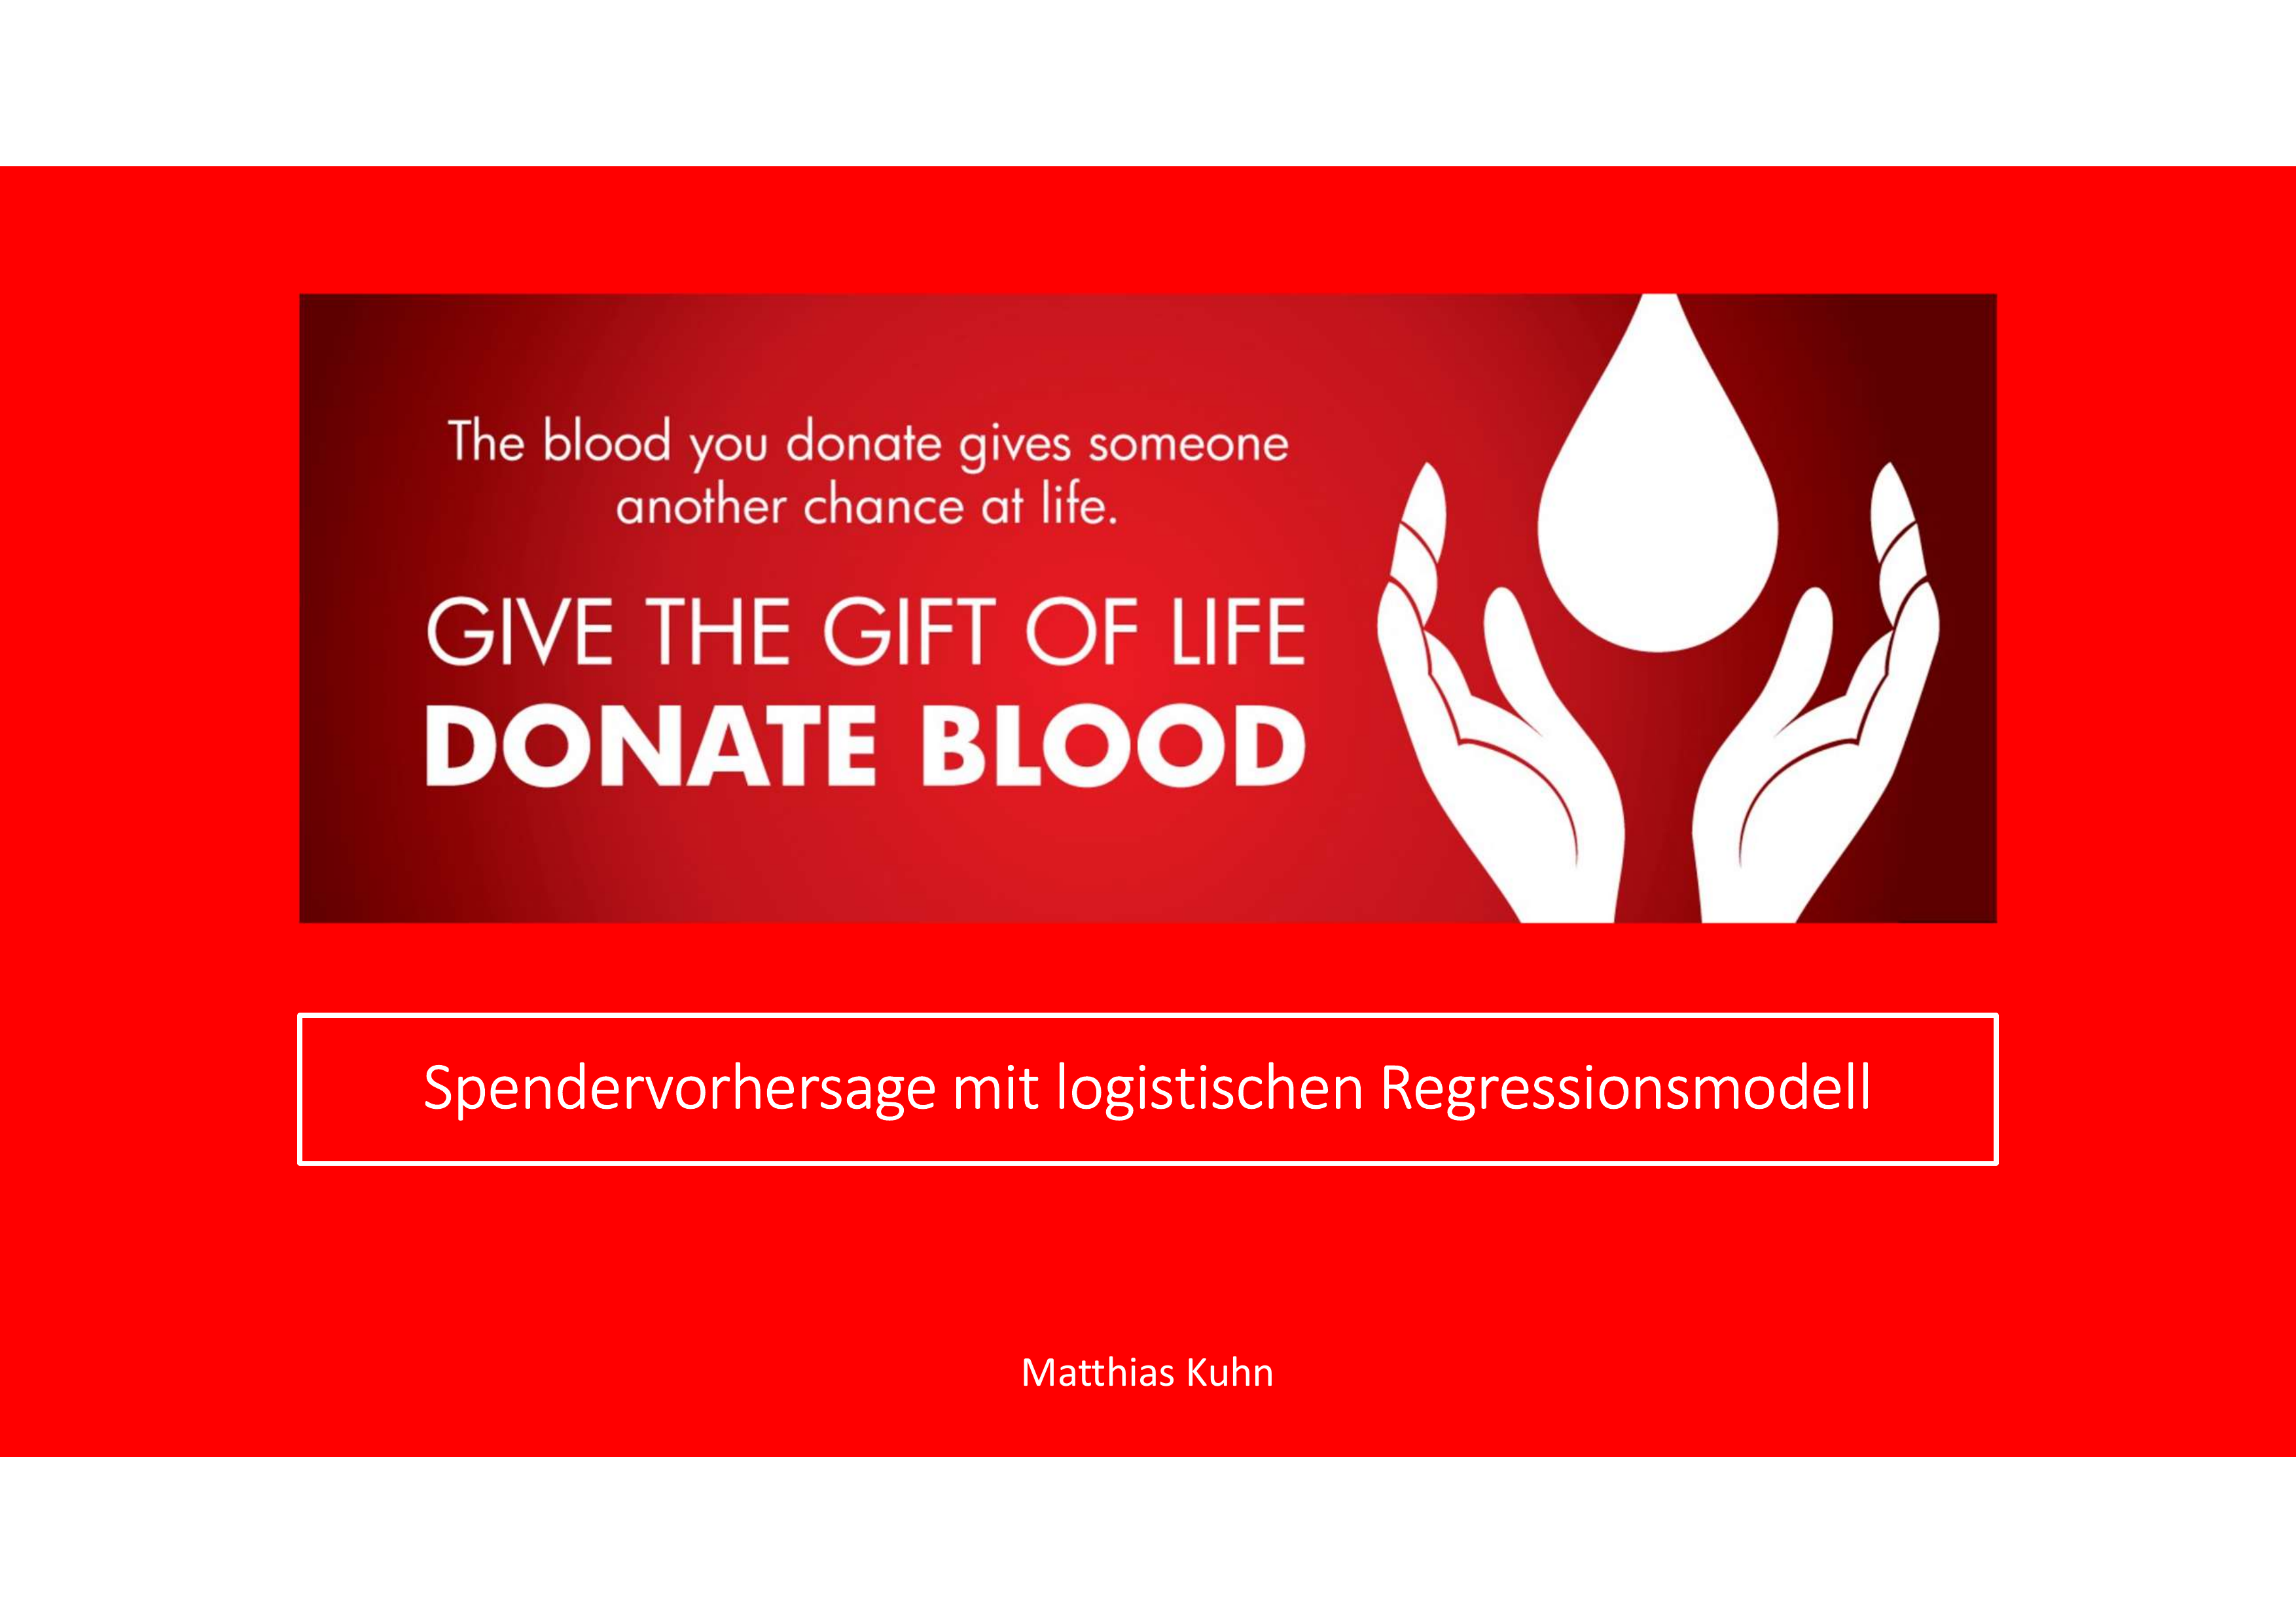 The blood you donate gives someone
another chance at life.
GIVE THE GIFT OF LIFE
DONATE BLOOD
Spendervorhersage mit logistischen Regressionsmodell
Matthias Kuhn